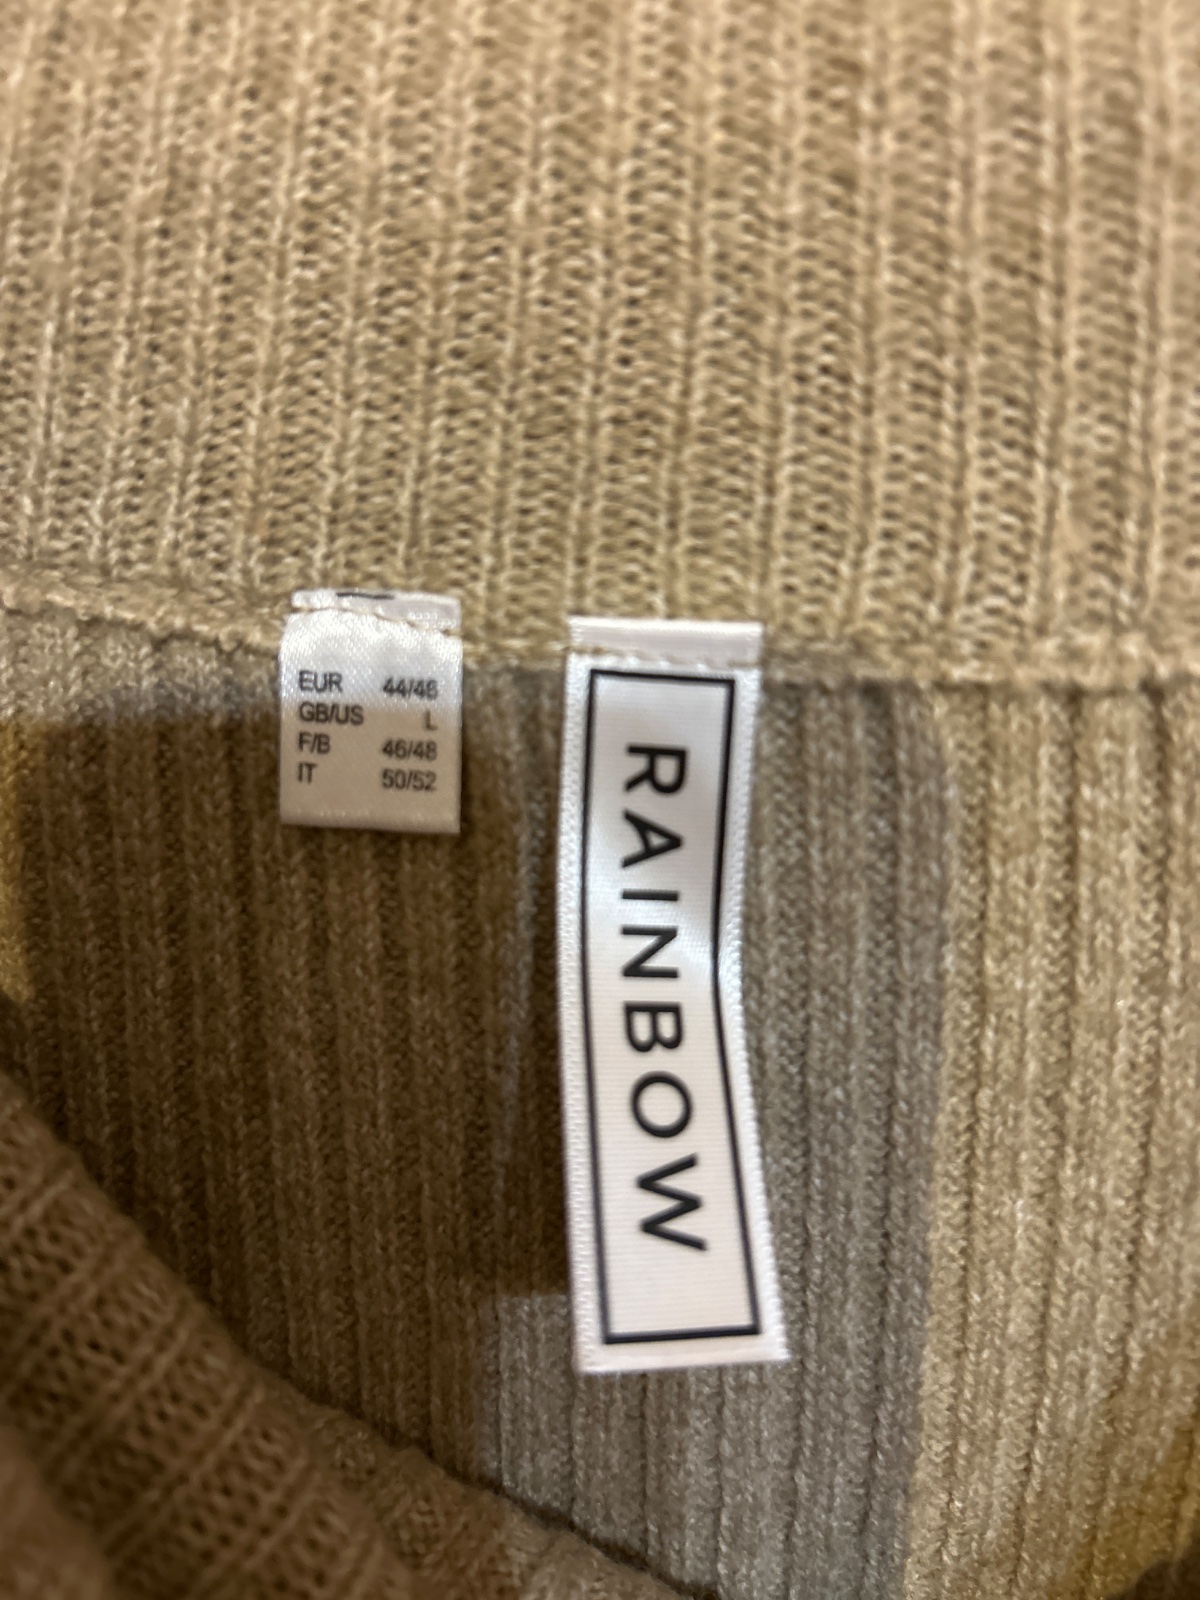 EUR 44/46
GB/US L
F/B 46/48
IT 50/52
RAINBOW